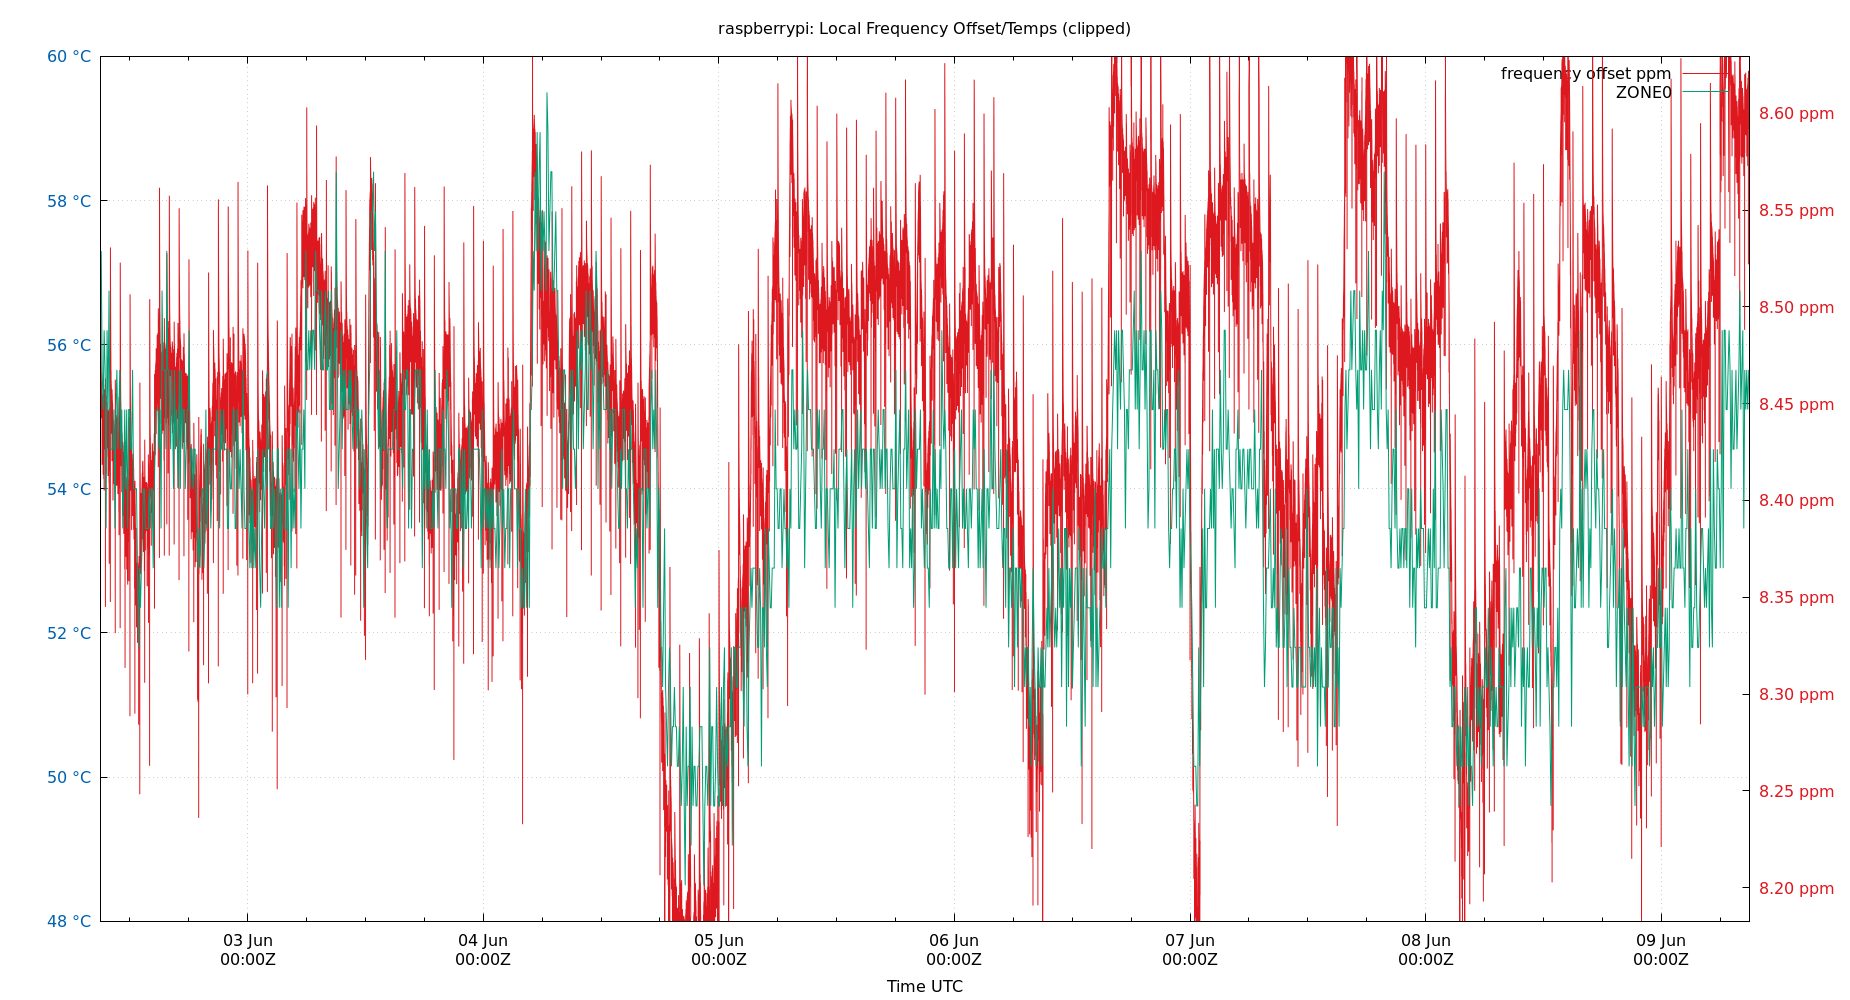 raspberrypi: Local Frequency Offset/Temps (clipped)
frequency offset ppm
ZONE0
60 °C
58 °C
56 °C
54 °C
52 °C
50 °C
48 °C
8.60 ppm
8.55 ppm
8.50 ppm
8.45 ppm
8.40 ppm
8.35 ppm
8.30 ppm
8.25 ppm
8.20 ppm
03 Jun
00:00Z
04 Jun
00:00Z
05 Jun
00:00Z
06 Jun
00:00Z
07 Jun
00:00Z
08 Jun
00:00Z
09 Jun
00:00Z
Time UTC